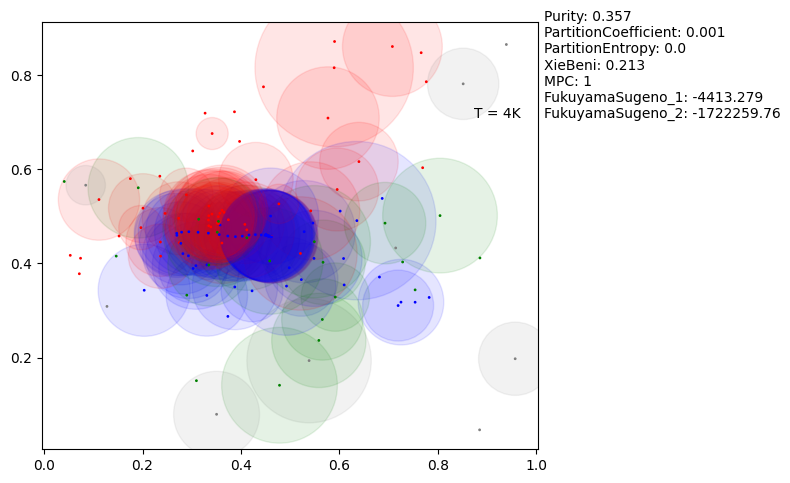 Purity: 0.357
PartitionCoefficient: 0.001
PartitionEntropy: 0.0
XieBeni: 0.213
MPC: 1
FukuyamaSugeno_1: -4413.279
FukuyamaSugeno_2: -1722259.76
T = 4K
0.8
0.6
0.4
0.2
0.0 0.2 0.4 0.6 0.8 1.0